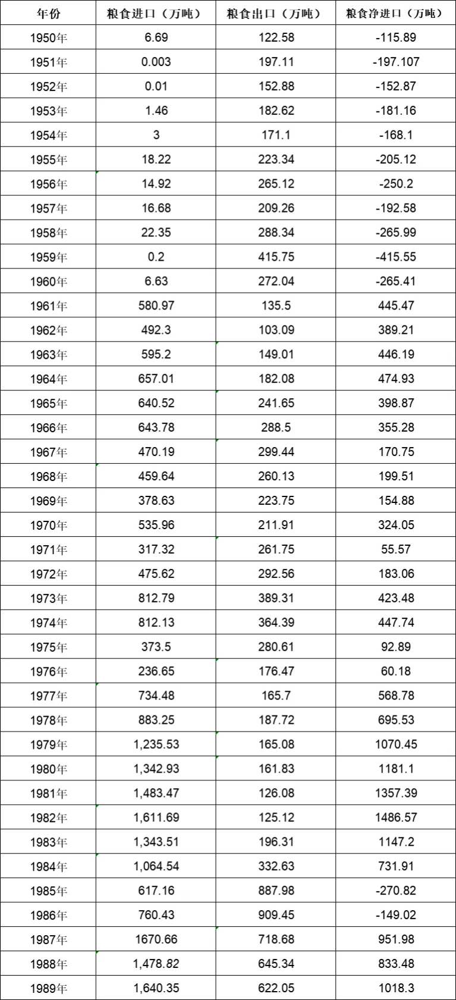 年份 粮食进口（万吨） 粮食出口（万吨） 粮食净进口（万吨）
1950年 6.69 122.58 -115.89
1951年 0.003 197.11 -197.107
1952年 0.01 152.88 -152.87
1953年 1.46 182.62 -181.16
1954年 3 171.1 -168.1
1955年 18.22 223.34 -205.12
1956年 14.92 265.12 -250.2
1957年 16.68 209.26 -192.58
1958年 22.35 288.34 -265.99
1959年 0.2 415.75 -415.55
1960年 6.63 272.04 -265.41
1961年 580.97 135.5 445.47
1962年 492.3 103.09 389.21
1963年 595.2 149.01 446.19
1964年 657.01 182.08 474.93
1965年 640.52 241.65 398.87
1966年 643.78 288.5 355.28
1967年 470.19 299.44 170.75
1968年 459.64 260.13 199.51
1969年 378.63 223.75 154.88
1970年 535.96 211.91 324.05
1971年 317.32 261.75 55.57
1972年 475.62 292.56 183.06
1973年 812.79 389.31 423.48
1974年 812.13 364.39 447.74
1975年 373.5 280.61 92.89
1976年 236.65 176.47 60.18
1977年 734.48 165.7 568.78
1978年 883.25 187.72 695.53
1979年 1,235.53 165.08 1070.45
1980年 1,342.93 161.83 1181.1
1981年 1,483.47 126.08 1357.39
1982年 1,611.69 125.12 1486.57
1983年 1,343.51 196.31 1147.2
1984年 1,064.54 332.63 731.91
1985年 617.16 887.98 -270.82
1986年 760.43 909.45 -149.02
1987年 1670.66 718.68 951.98
1988年 1,478.82 645.34 833.48
1989年 1,640.35 622.05 1018.3